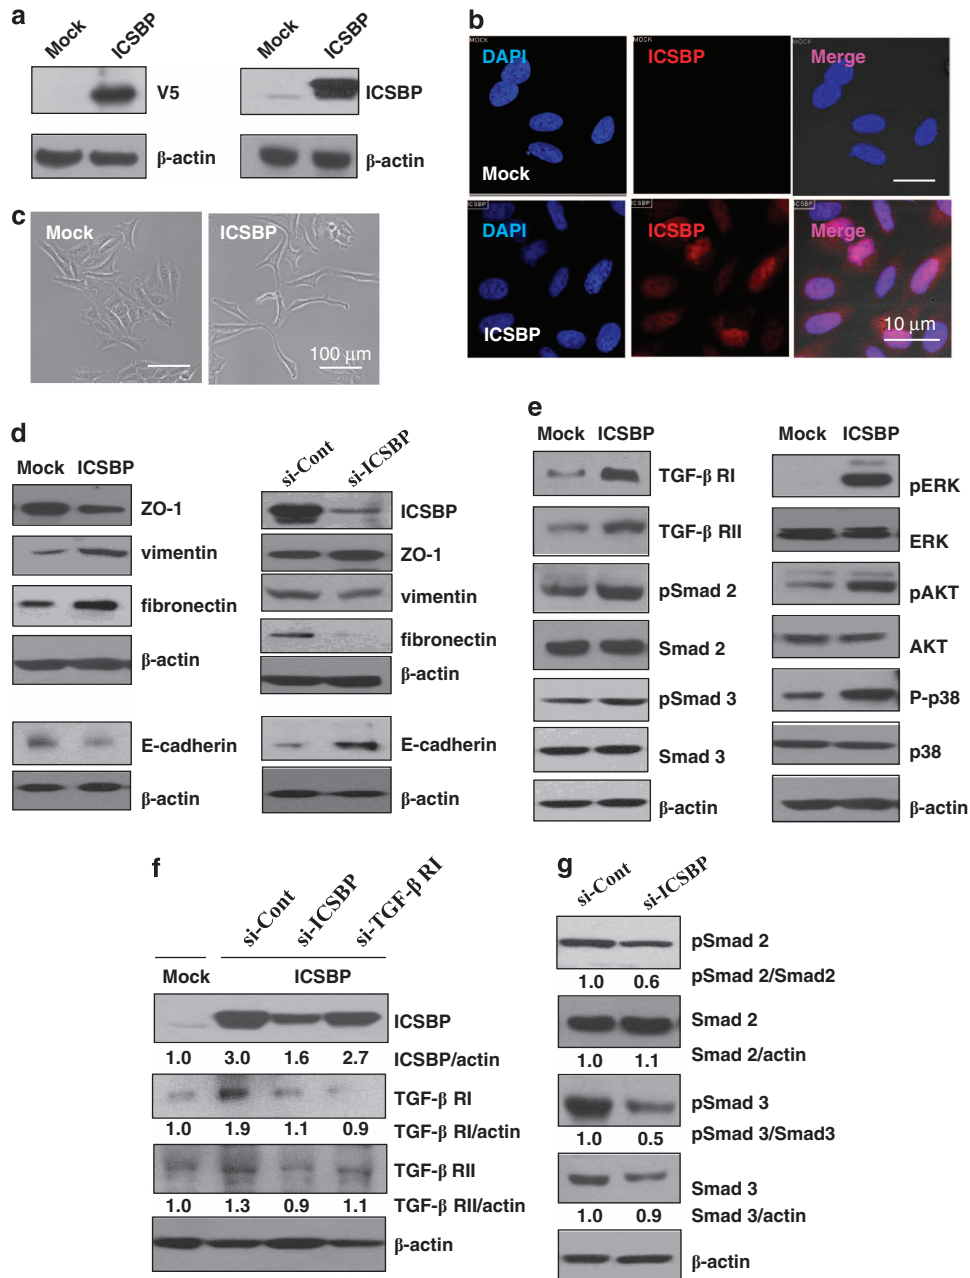 a
Mock
ICSBP
V5
β-actin
Mock
ICSBP
ICSBP
β-actin
b
MOCK
DAPI
Mock
MOCK
ICSBP
MOCK
Merge
ICSBP
DAPI
ICSBP
ICSBP
ICSBP
ICSBP
Merge
10 μm
c
Mock
ICSBP
100 μm
d
Mock ICSBP
ZO-1
vimentin
fibronectin
β-actin
E-cadherin
β-actin
si-Cont
si-ICSBP
ICSBP
ZO-1
vimentin
fibronectin
β-actin
E-cadherin
β-actin
e
Mock ICSBP
TGF-β RI
TGF-β RII
pSmad 2
Smad 2
pSmad 3
Smad 3
β-actin
Mock ICSBP
pERK
ERK
pAKT
AKT
P-p38
p38
β-actin
f
si-Cont
si-ICSBP
si-TGF-β RI
Mock ICSBP
ICSBP
1.0 3.0 1.6 2.7 ICSBP/actin
TGF-β RI
1.0 1.9 1.1 0.9 TGF-β RI/actin
TGF-β RII
1.0 1.3 0.9 1.1 TGF-β RII/actin
β-actin
g
si-Cont
si-ICSBP
pSmad 2
1.0 0.6 pSmad 2/Smad2
Smad 2
1.0 1.1 Smad 2/actin
pSmad 3
1.0 0.5 pSmad 3/Smad3
Smad 3
1.0 0.9 Smad 3/actin
β-actin